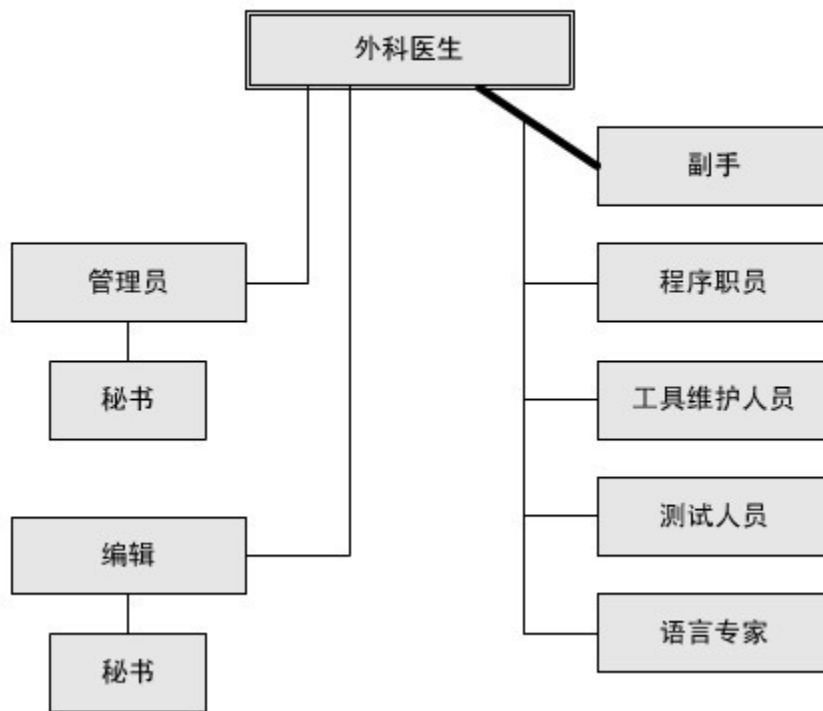 外科医生
副手
管理员
程序职员
秘书
工具维护人员
编辑
测试人员
秘书
语言专家